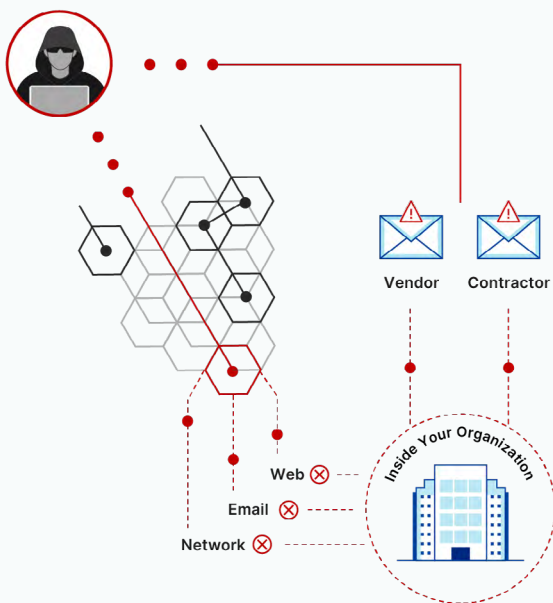 Vendor
Contractor
Inside Your Organization
Web
Email
Network